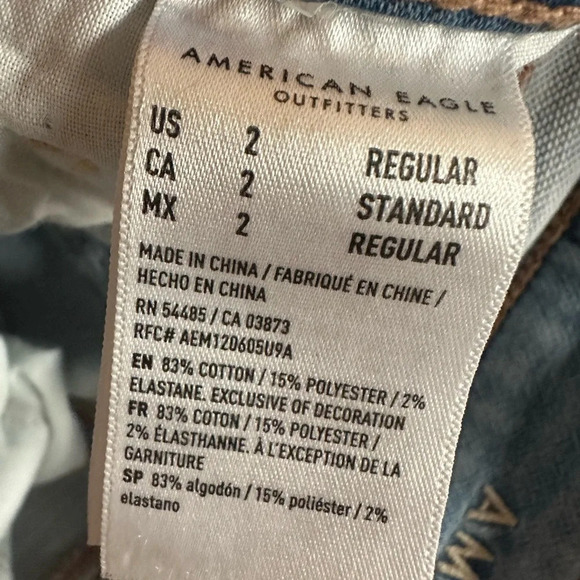 AMERICAN EAGLE
OUTFITTERS
US 2 REGULAR
CA 2 STANDARD
MX 2 REGULAR
MADE IN CHINA / FABRIQUÉ EN CHINE /
HECHO EN CHINA
RN 54485 / CA 03873
RFC# AEM120605U9A
EN 83% COTTON / 15% POLYESTER / 2%
ELASTANE. EXCLUSIVE OF DECORATION
FR 83% COTON / 15% POLYESTER /
2% ÉLASTHANNE. À L'EXCEPTION DE LA
GARNITURE
SP 83% algodón / 15% poliéster / 2%
elastano
AM